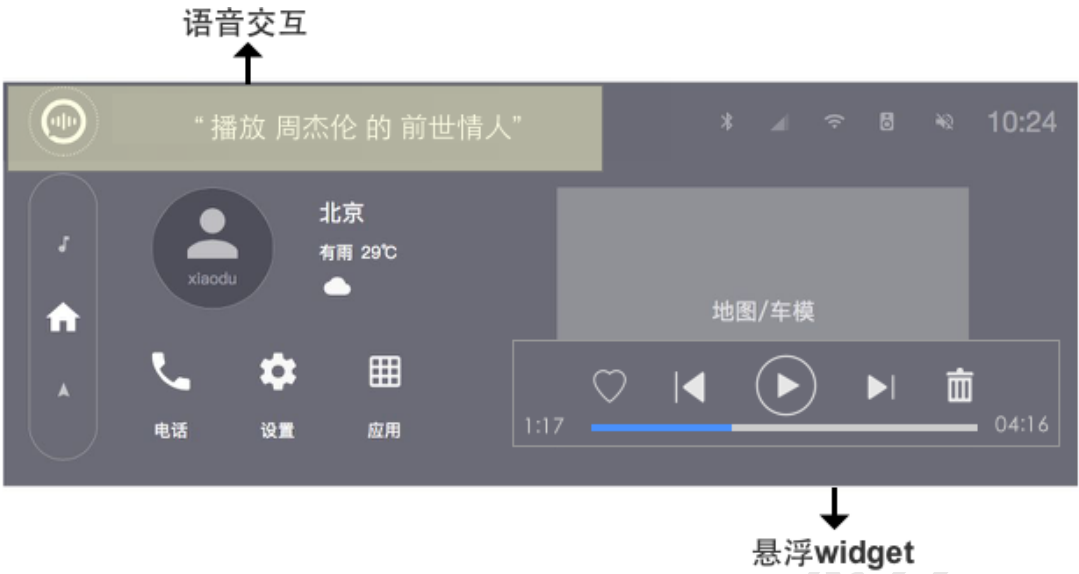 语音交互
“播放 周杰伦 的 前世情人”
10:24
北京
有雨 29℃
xiaodu
地图/车模
电话 设置 应用
1:17 04:16
悬浮widget